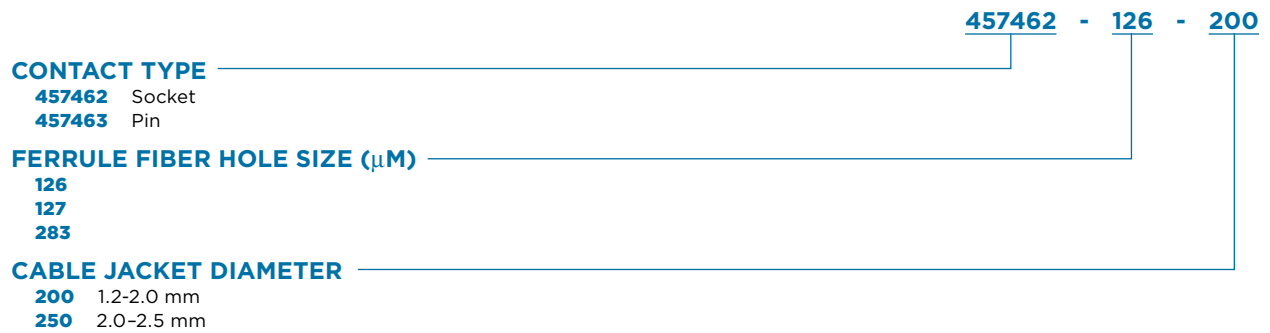 457462 - 126 - 200
CONTACT TYPE
457462 Socket
457463 Pin
FERRULE FIBER HOLE SIZE (μM)
126
127
283
CABLE JACKET DIAMETER
200 1.2-2.0 mm
250 2.0–2.5 mm